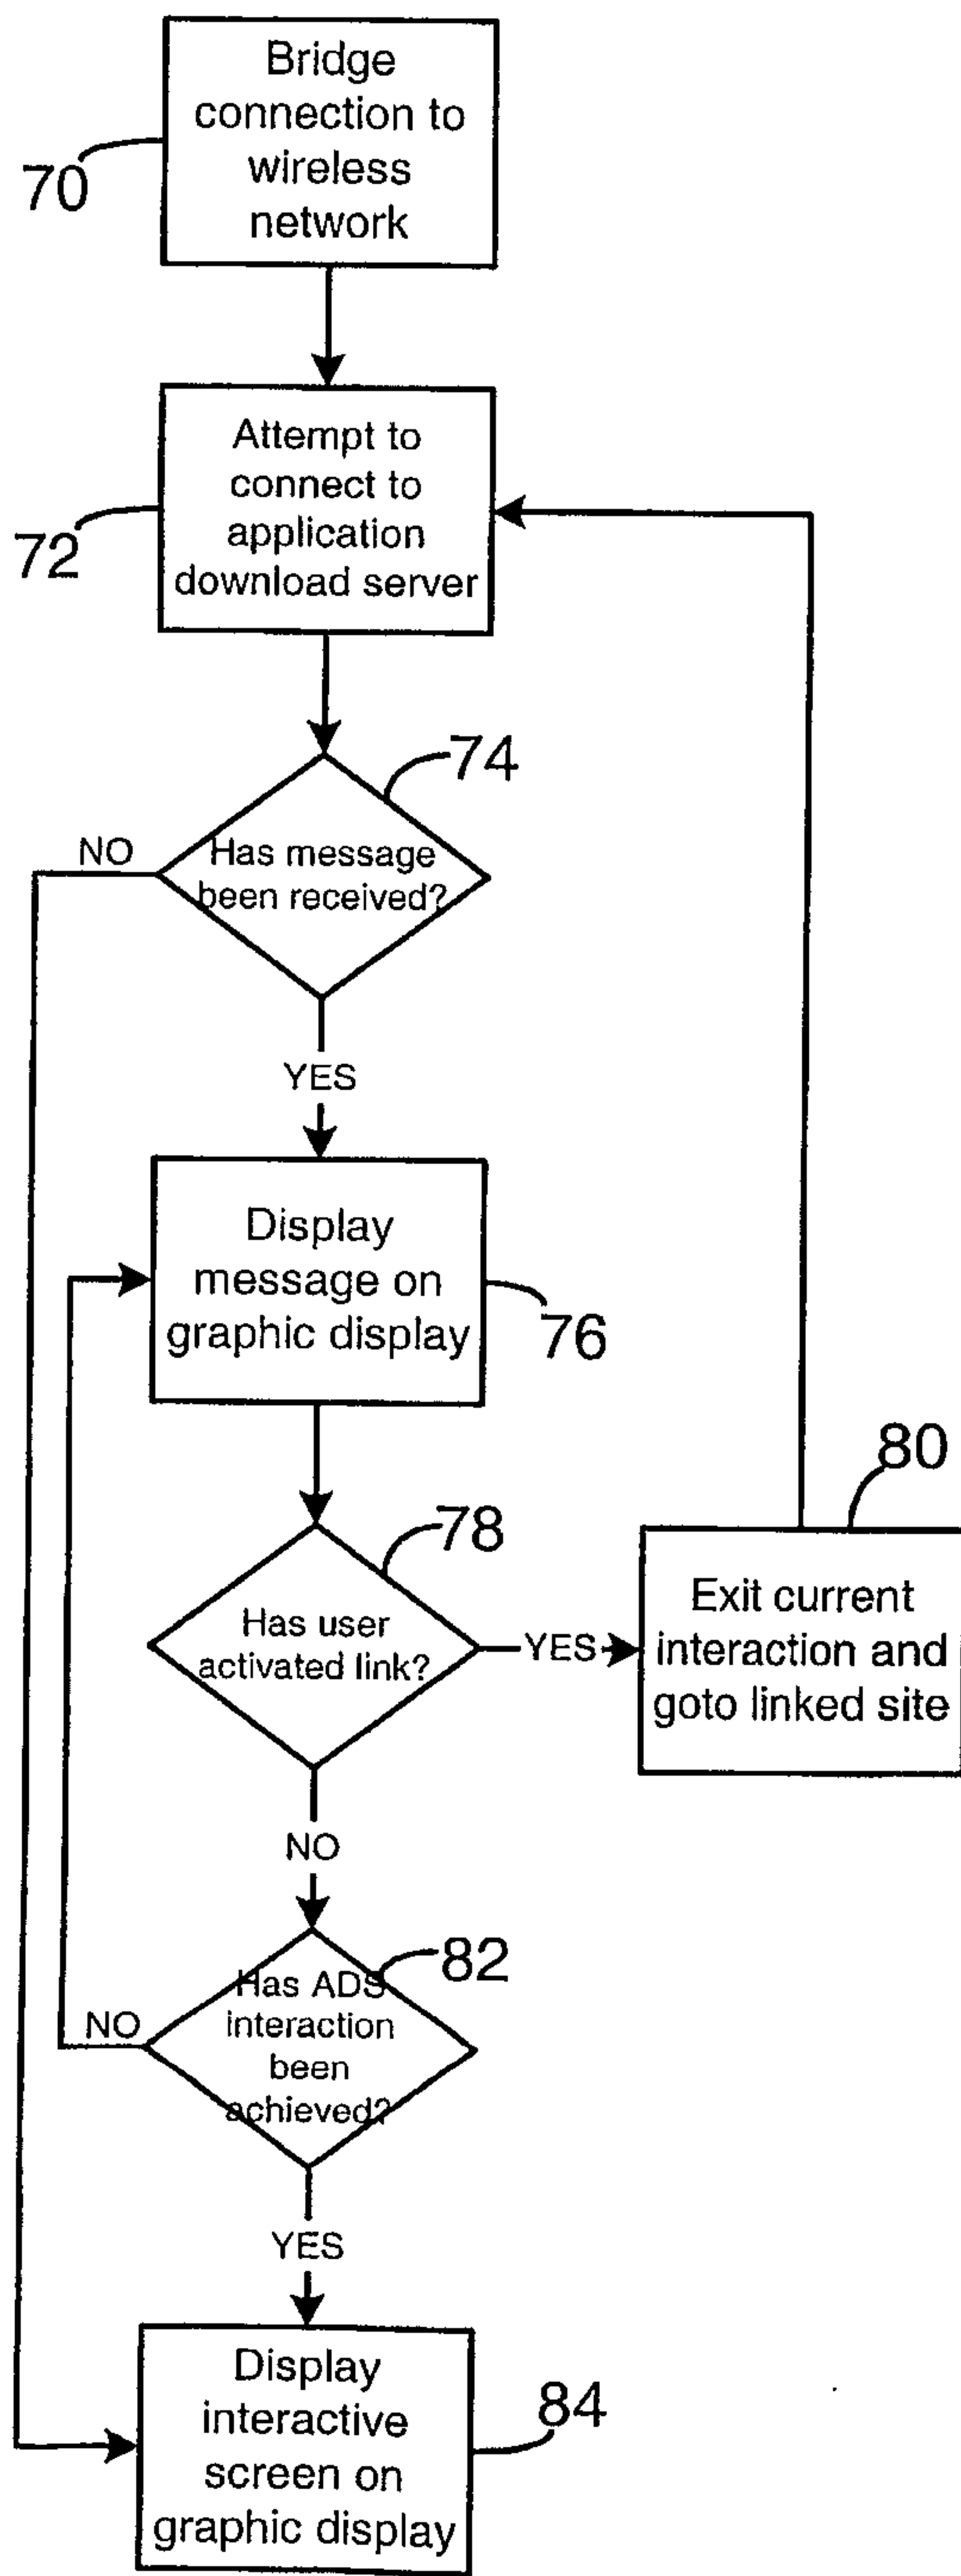 Bridge
connection to
wireless
network
70
Attempt to
connect to
application
download server
72
74
NO
Has message
been received?
YES
Display
message on
graphic display
76
78
Has user
activated link?
YES
80
Exit current
interaction and
goto linked site
NO
82
Has ADS
interaction
been
achieved?
NO
YES
Display
interactive
screen on
graphic display
84